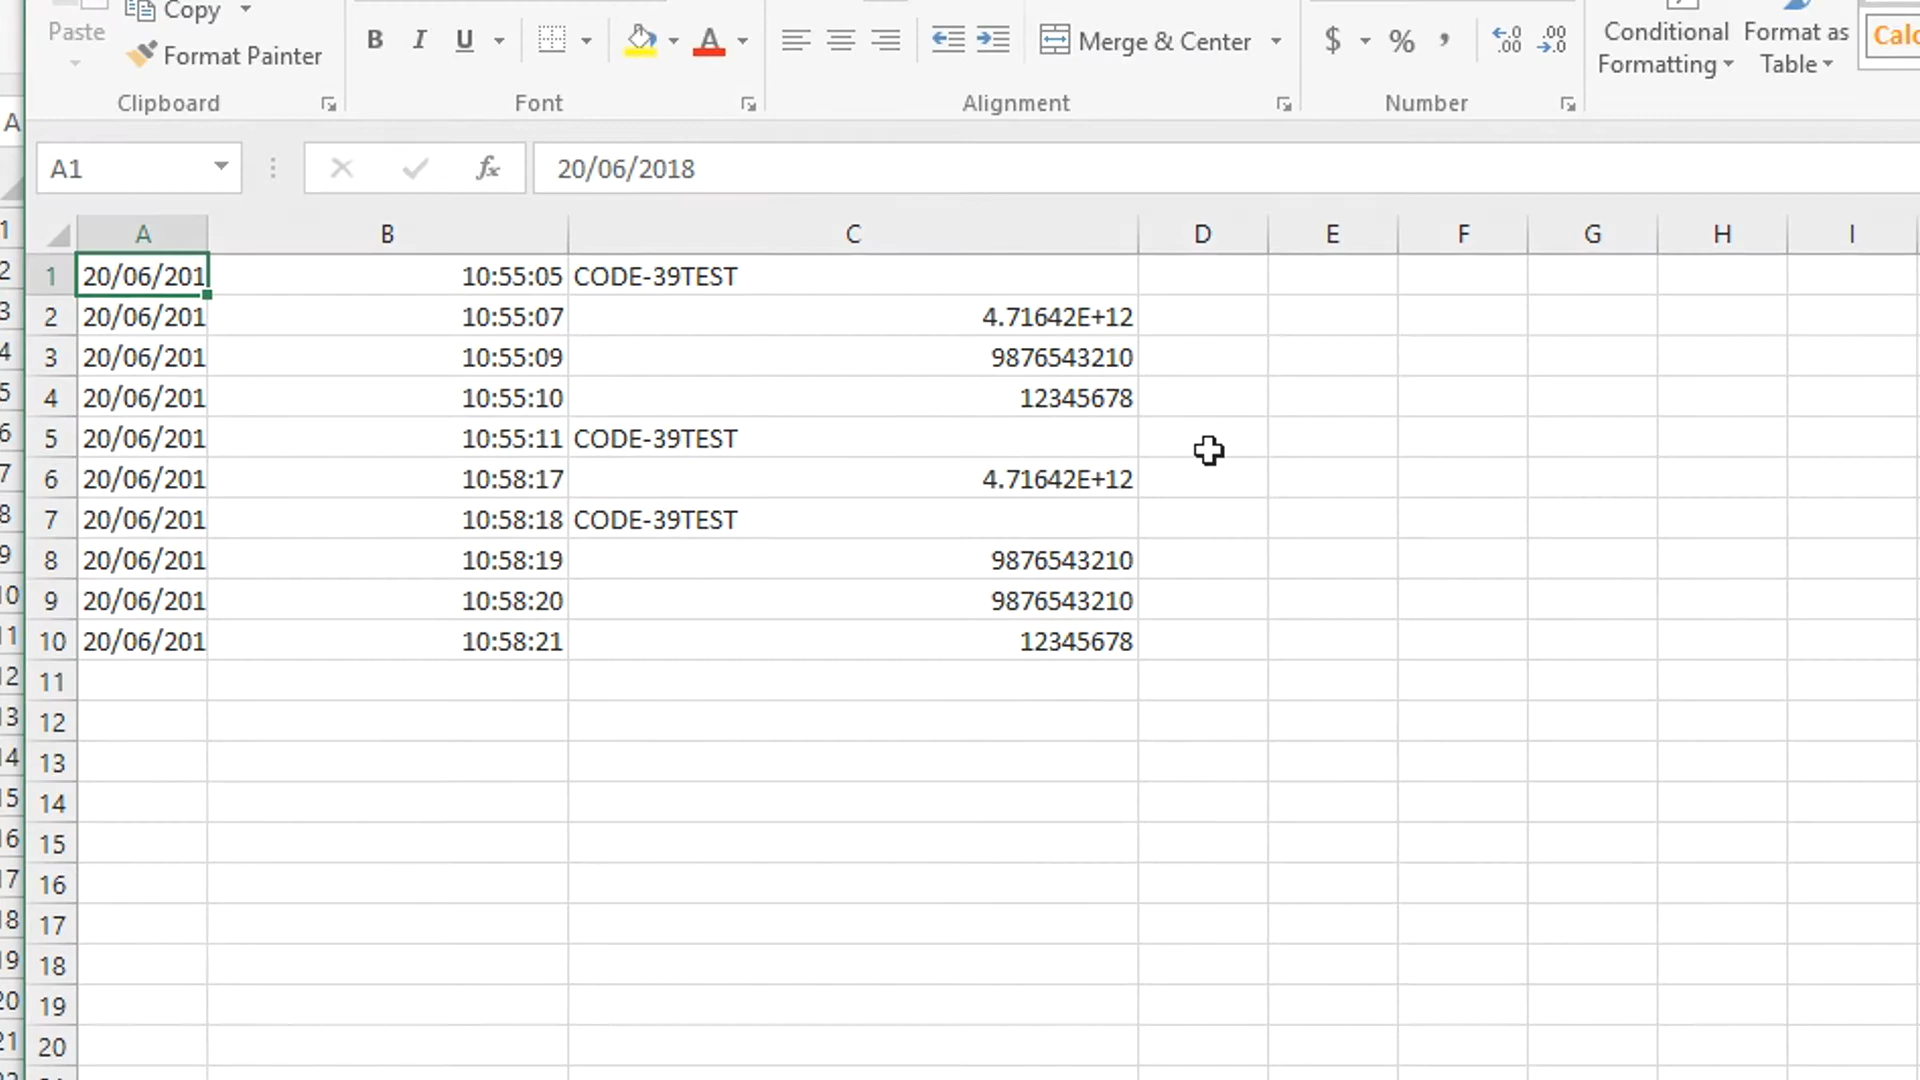 Paste
Copy
Format Painter
Clipboard
B I U
Font
A
Merge & Center
Alignment
$ % ,
.00 .00
Number
Conditional Formatting
Format as Table
Calc
A1
fx
20/06/2018
A B C D E F G H I
1 20/06/201 10:55:05 CODE-39TEST
2 20/06/201 10:55:07 4.71642E+12
3 20/06/201 10:55:09 9876543210
4 20/06/201 10:55:10 12345678
5 20/06/201 10:55:11 CODE-39TEST
6 20/06/201 10:58:17 4.71642E+12
7 20/06/201 10:58:18 CODE-39TEST
8 20/06/201 10:58:19 9876543210
9 20/06/201 10:58:20 9876543210
10 20/06/201 10:58:21 12345678
11
12
13
14
15
16
17
18
19
20